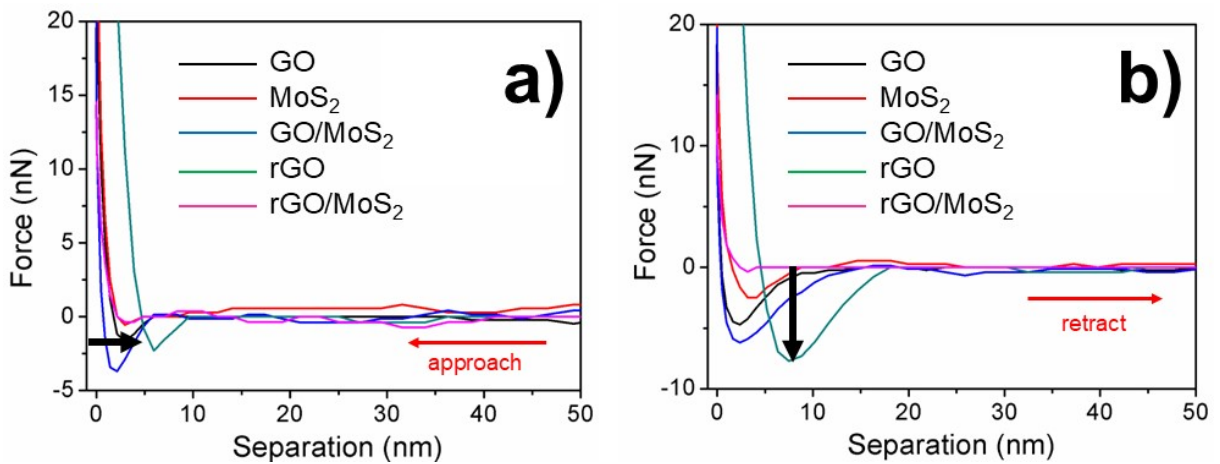 a)
20
15
10
5
0
-5
Force (nN)
GO
MoS₂
GO/MoS₂
rGO
rGO/MoS₂
approach
0 10 20 30 40 50
Separation (nm)
b)
20
10
0
-10
Force (nN)
GO
MoS₂
GO/MoS₂
rGO
rGO/MoS₂
retract
0 10 20 30 40 50
Separation (nm)